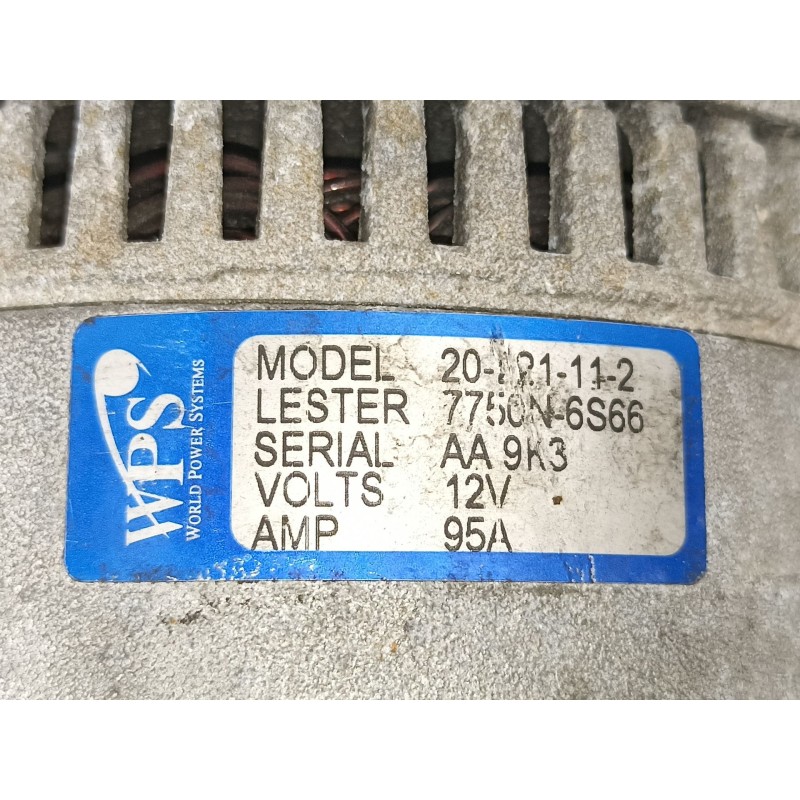 WPS
WORLD POWER SYSTEMS
MODEL
LESTER 7750N-6S66
SERIAL AA 9K3
VOLTS 12V
AMP 95A